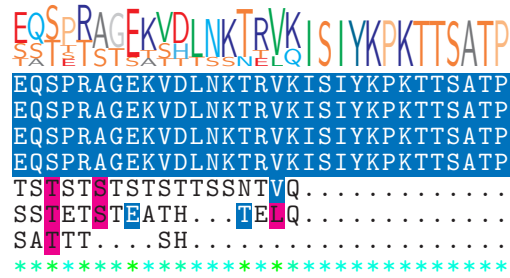 EQSPRAGEKVDLNKTRVKISIYKPKTTSATP
EQSPRAGEKVDLNKTRVKISIYKPKTTSATP
EQSPRAGEKVDLNKTRVKISIYKPKTTSATP
EQSPRAGEKVDLNKTRVKISIYKPKTTSATP
EQSPRAGEKVDLNKTRVKISIYKPKTTSATP
TSTSTSTSTSTTSSNTVQ.............
SSTETSTEATH...TELQ.............
SATTT....SH....................
*******************************